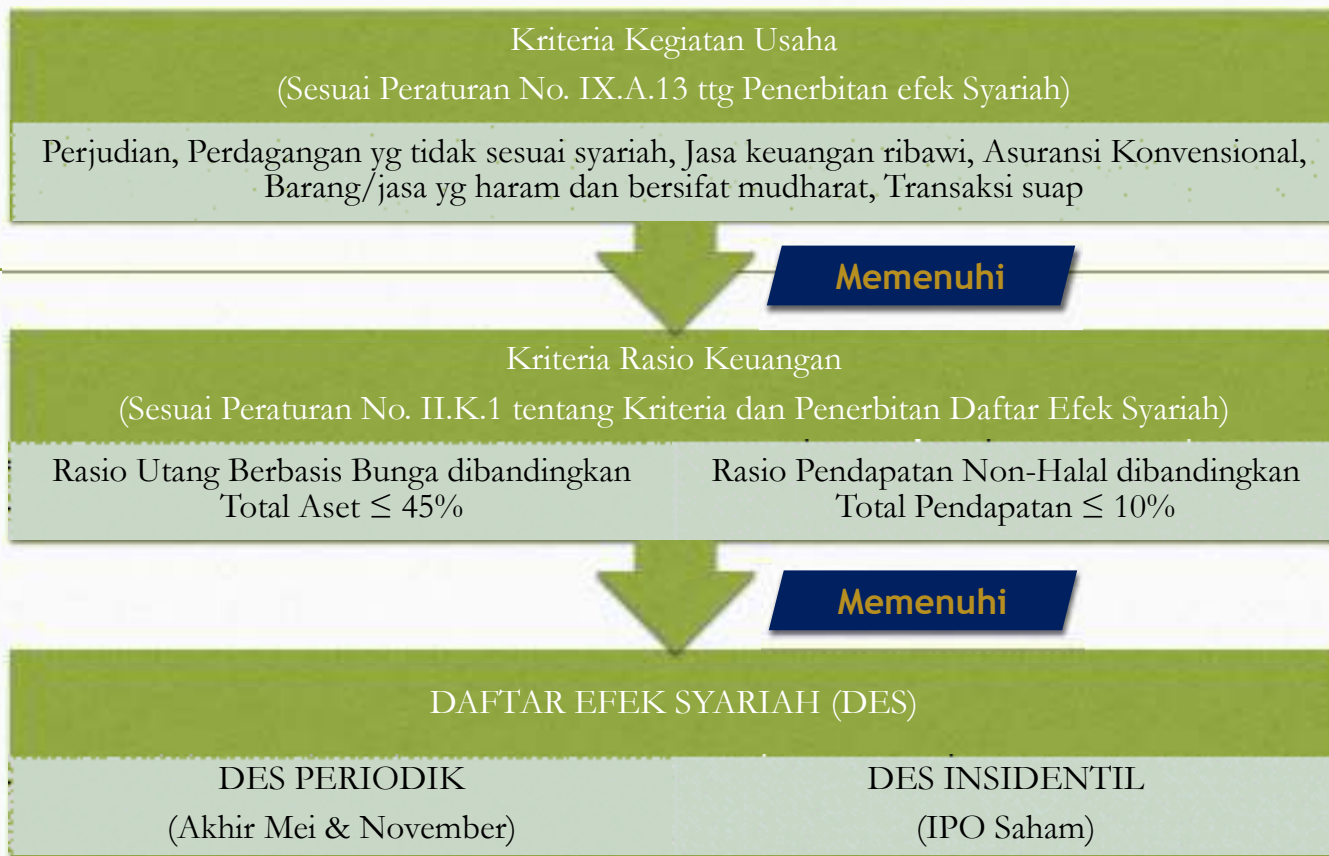 Kriteria Kegiatan Usaha
(Sesuai Peraturan No. IX.A.13 ttg Penerbitan efek Syariah)
Perjudian, Perdagangan yg tidak sesuai syariah, Jasa keuangan ribawi, Asuransi Konvensional,
Barang/jasa yg haram dan bersifat mudharat, Transaksi suap
Memenuhi
Kriteria Rasio Keuangan
(Sesuai Peraturan No. II.K.1 tentang Kriteria dan Penerbitan Daftar Efek Syariah)
Rasio Utang Berbasis Bunga dibandingkan
Total Aset ≤ 45%
Rasio Pendapatan Non-Halal dibandingkan
Total Pendapatan ≤ 10%
Memenuhi
DAFTAR EFEK SYARIAH (DES)
DES PERIODIK
(Akhir Mei & November)
DES INSIDENTIL
(IPO Saham)